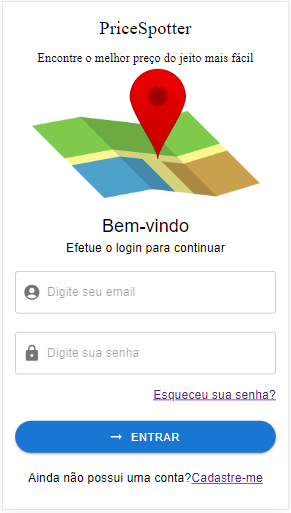 PriceSpotter
Encontre o melhor preço do jeito mais fácil
Bem-vindo
Efetue o login para continuar
Digite seu email
Digite sua senha
Esqueceu sua senha?
ENTRAR
Ainda não possui uma conta?Cadastre-me